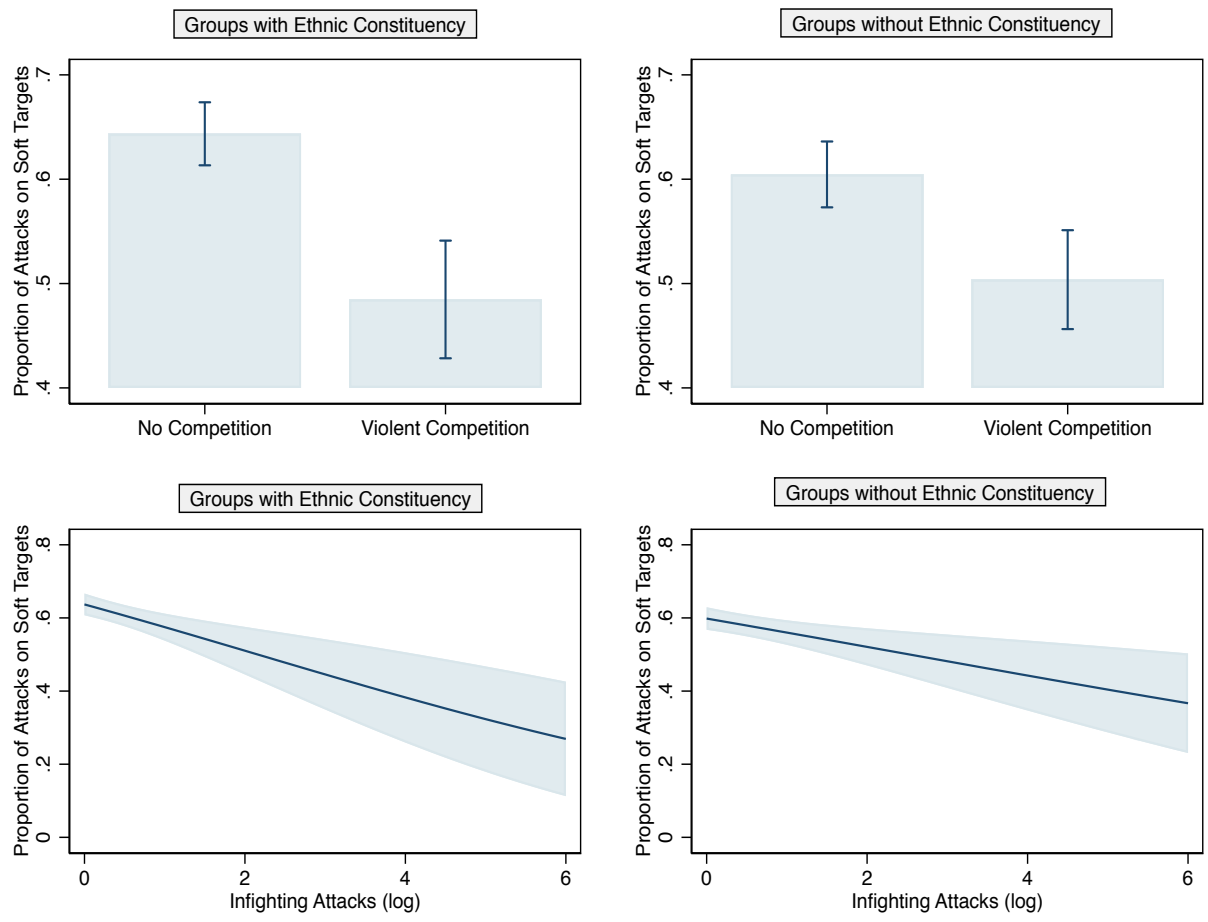 Groups with Ethnic Constituency
Proportion of Attacks on Soft Targets
.7
.6
.5
.4
No Competition
Violent Competition
Groups without Ethnic Constituency
Proportion of Attacks on Soft Targets
.7
.6
.5
.4
No Competition
Violent Competition
Groups with Ethnic Constituency
Proportion of Attacks on Soft Targets
.8
.6
.4
.2
0
0 2 4 6
Infighting Attacks (log)
Groups without Ethnic Constituency
Proportion of Attacks on Soft Targets
.8
.6
.4
.2
0
0 2 4 6
Infighting Attacks (log)